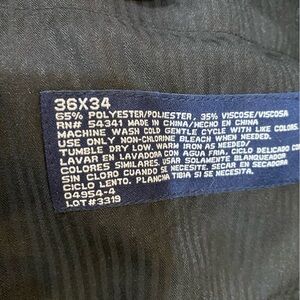 36X34
65% POLYESTER/POLIESTER, 35% VISCOSE/VISCOSA
RN# 54341 MADE IN CHINA/HECHO EN CHINA
MACHINE WASH COLD GENTLE CYCLE WITH LIKE COLORS.
USE ONLY NON-CHLORINE BLEACH WHEN NEEDED.
TUMBLE DRY LOW. WARM IRON AS NEEDED/
LAVAR EN LAVADORA CON AGUA FRIA, CICLO DELICADO CON
COLORES SIMILARES. USAR SOLAMENTE BLANQUEADOR
SIN CLORO CUANDO SE NECESITE. SECAR EN SECADORA
CICLO LENTO. PLANCHA TIBIA SI ES NECESARIO.
04954-4
LOT#3319